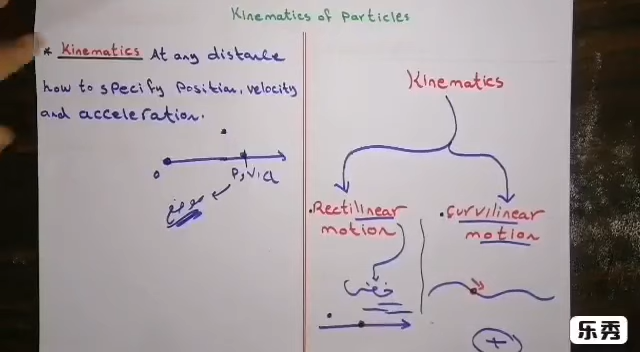 Kinematics of Particles
* Kinematics At any distance
how to specify Position, velocity
and acceleration.
o
P, V, a
موضع
Kinematics
.Rectilinear
motion
.Curvilinear
motion
+
乐秀